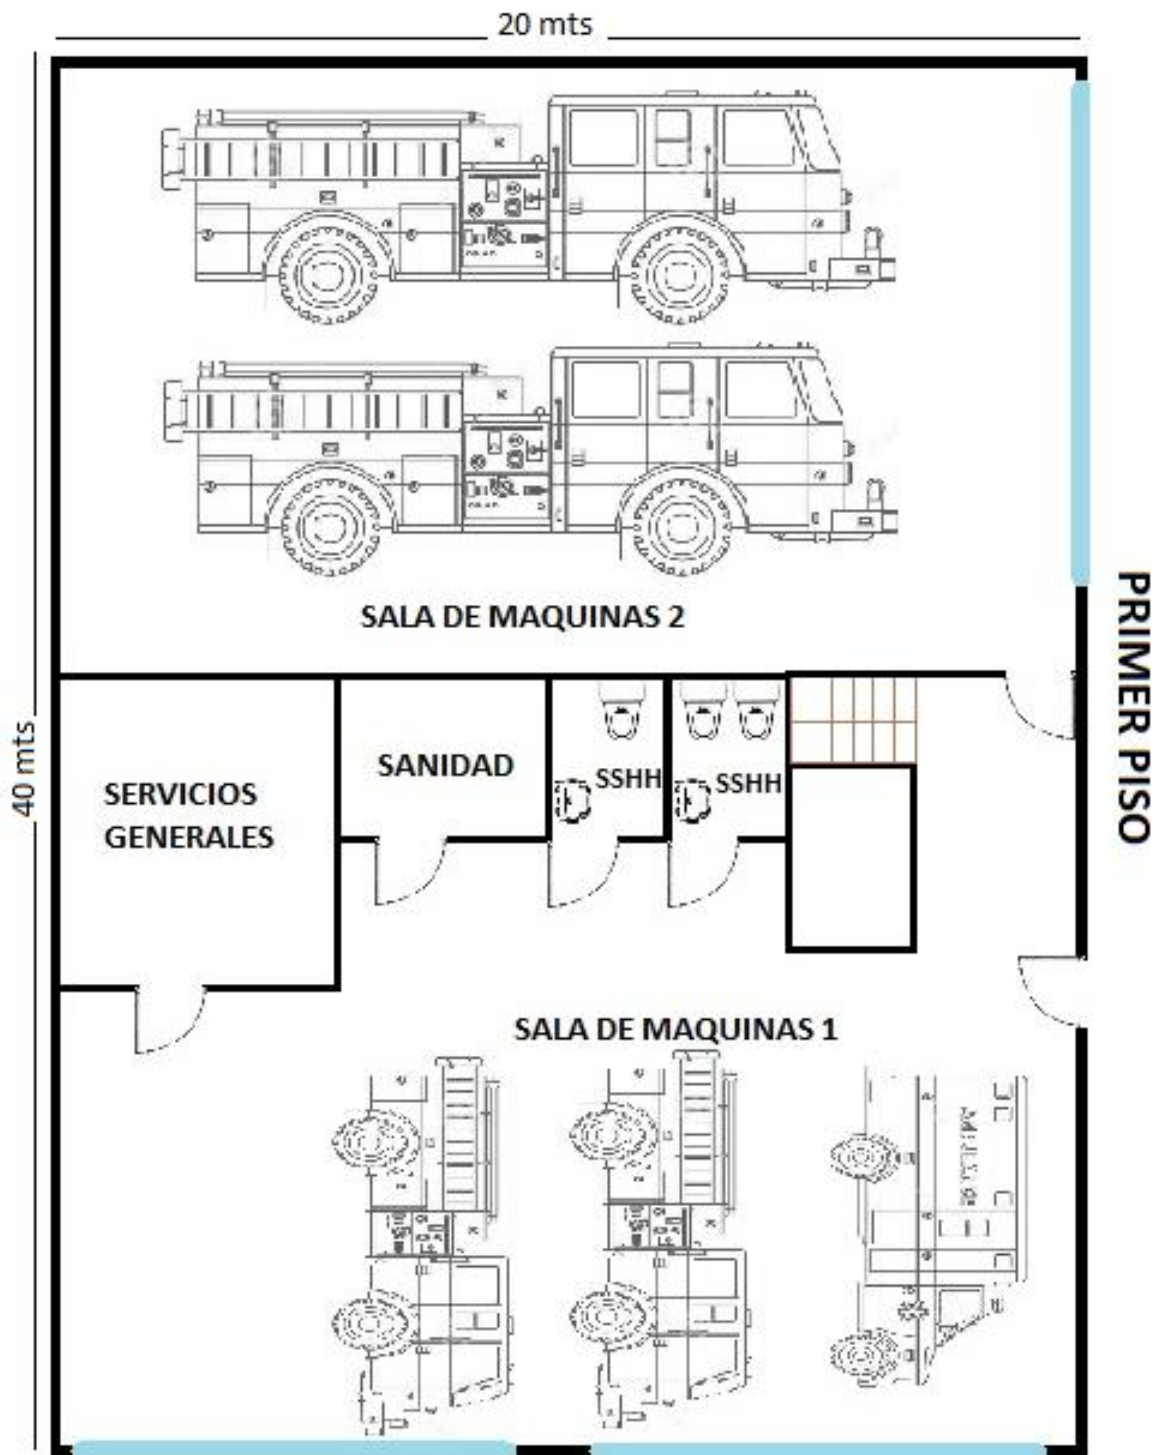 20 mts
SALA DE MAQUINAS 2
PRIMER PISO
40 mts
SERVICIOS
GENERALES
SANIDAD
SSHH
SSHH
SALA DE MAQUINAS 1